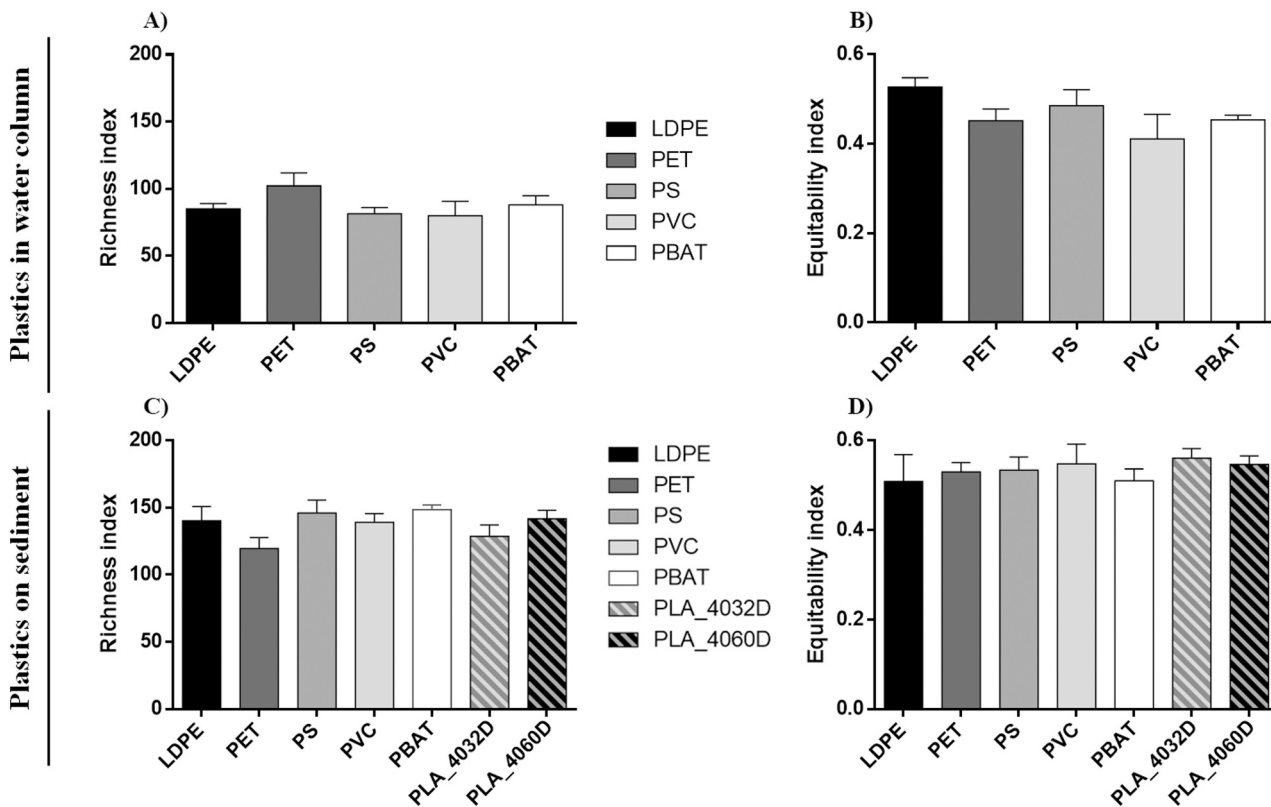 Plastics in water column
A)
Richness index
200
150
100
50
0
LDPE
PET
PS
PVC
PBAT
LDPE
PET
PS
PVC
PBAT
B)
Equitability index
0.6
0.4
0.2
0.0
LDPE
PET
PS
PVC
PBAT
Plastics on sediment
C)
Richness index
200
150
100
50
0
LDPE
PET
PS
PVC
PBAT
PLA_4032D
PLA_4060D
LDPE
PET
PS
PVC
PBAT
PLA_4032D
PLA_4060D
D)
Equitability index
0.6
0.4
0.2
0.0
LDPE
PET
PS
PVC
PBAT
PLA_4032D
PLA_4060D